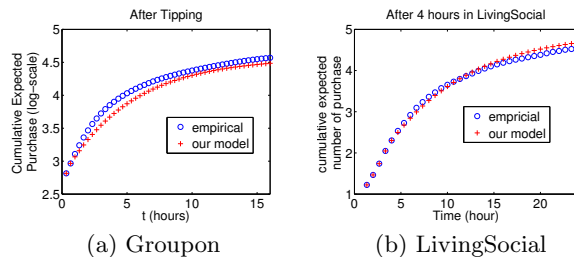 After Tipping
Cumulative Expected
Purchase (log−scale)
5
4.5
4
3.5
3
2.5
0 5 10 15
t (hours)
empirical
our model
(a) Groupon
After 4 hours in LivingSocial
cumulative expected
number of purchase
5
4
3
2
1
0 5 10 15 20
Time (hour)
empirical
our model
(b) LivingSocial